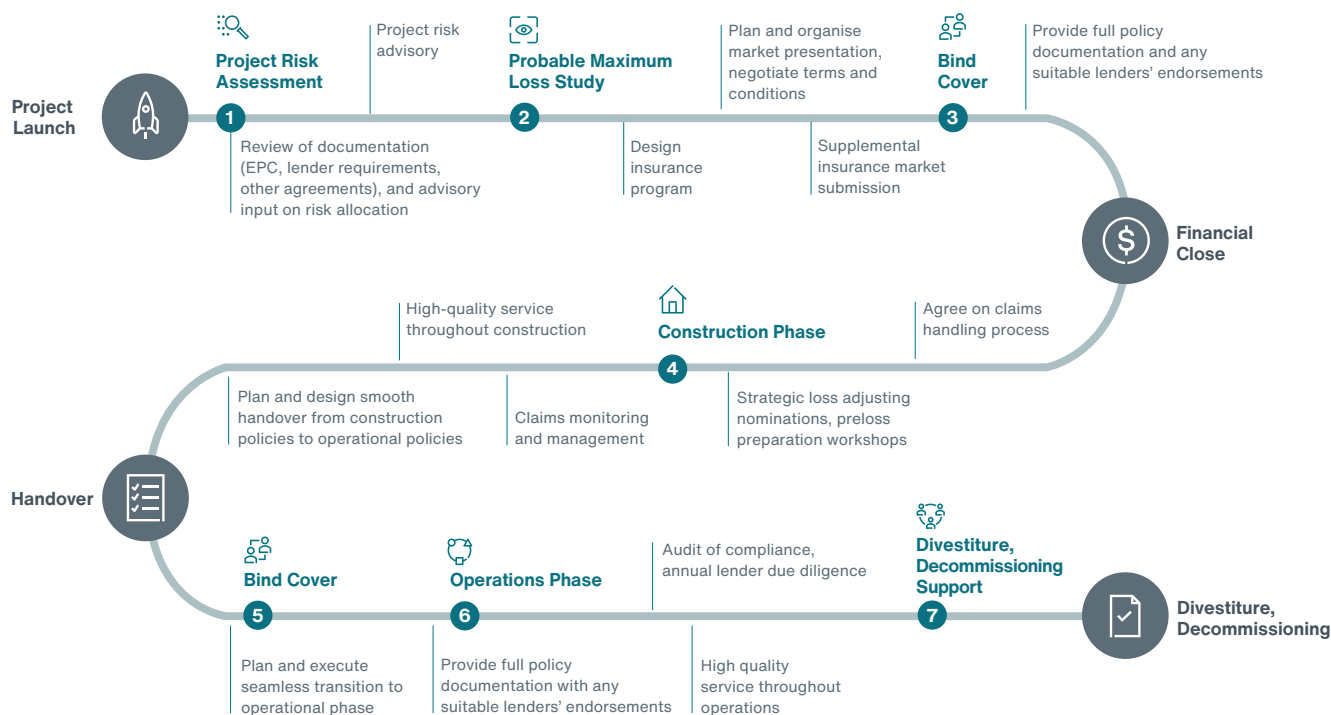 Project Launch
Project Risk
Assessment
1
Review of documentation
(EPC, lender requirements,
other agreements), and advisory
input on risk allocation
Project risk
advisory
Probable Maximum
Loss Study
2
Design
insurance
program
Plan and organise
market presentation,
negotiate terms and
conditions
Supplemental
insurance market
submission
Bind
Cover
3
Provide full policy
documentation and any
suitable lenders' endorsements
$
Financial
Close
Agree on claims
handling process
Strategic loss adjusting
nominations, preloss
preparation workshops
Construction Phase
4
Claims monitoring
and management
High-quality service
throughout construction
Plan and design smooth
handover from construction
policies to operational policies
Handover
Bind Cover
5
Plan and execute
seamless transition to
operational phase
Operations Phase
6
Provide full policy
documentation with any
suitable lenders' endorsements
Audit of compliance,
annual lender due diligence
High quality
service throughout
operations
Divestiture,
Decommissioning
Support
7
Divestiture,
Decommissioning